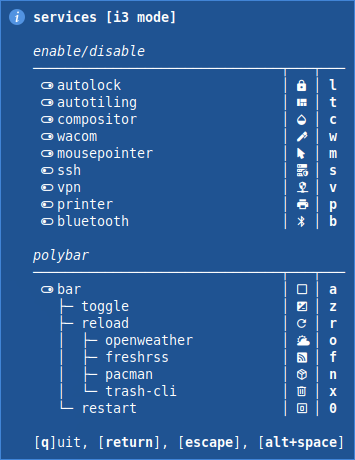 services [i3 mode]
enable/disable
autolock l
autotiling t
compositor c
wacom w
mousepointer m
ssh s
vpn v
printer p
bluetooth b
polybar
bar a
├─ toggle z
├─ reload r
│ ├─ openweather o
│ ├─ freshrss f
│ ├─ pacman n
│ └─ trash-cli x
└─ restart 0
[q]uit, [return], [escape], [alt+space]